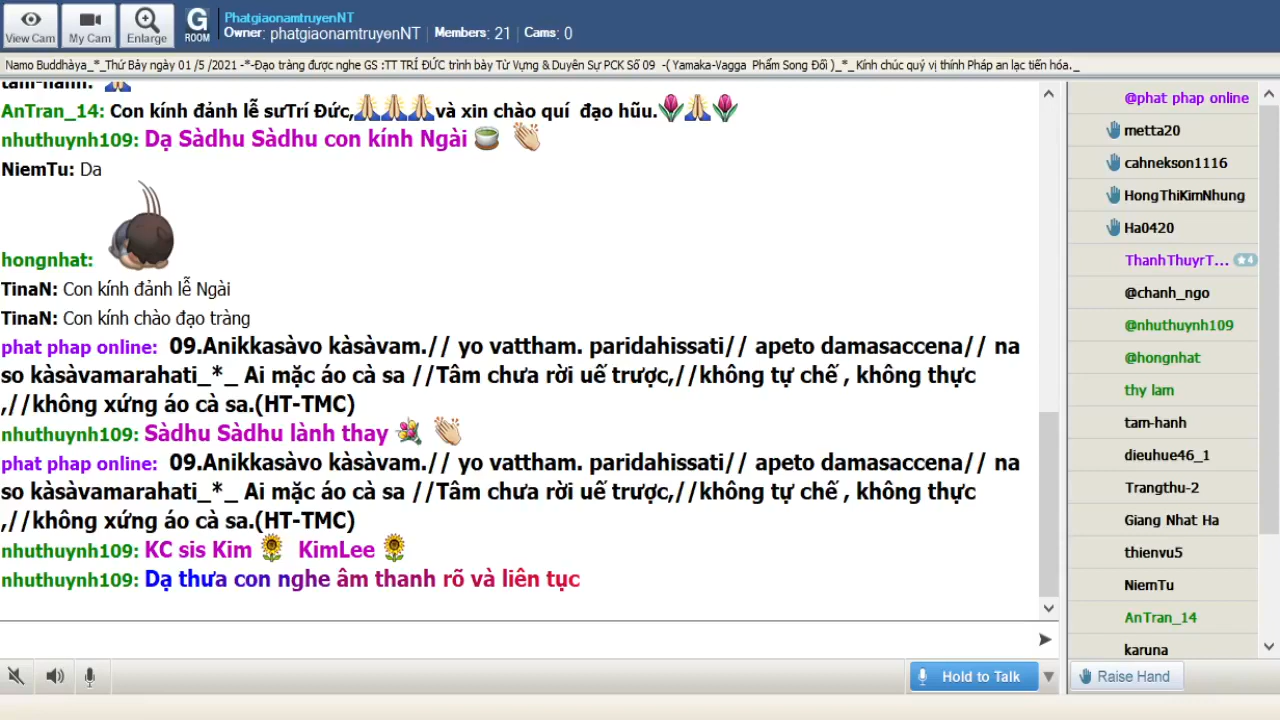 View Cam
My Cam
Enlarge
G
ROOM
PhatgiaonamtruyenNT
Owner: phatgiaonamtruyenNT | Members: 21 | Cams: 0
Namo Buddhàya_*_Thứ Bảy ngày 01 /5 /2021 -*-Đạo tràng được nghe GS :TT TRÍ ĐỨC trình bày Từ Vựng & Duyên Sự PCK Số 09 -( Yamaka-Vagga Phẩm Song Đối )_*_ Kính chúc quý vị thính Pháp an lạc tiến hóa._
tam-hanh:
AnTran_14: Con kính đảnh lễ sưTrí Đức,🙏🙏🙏và xin chào quí đạo hũu.🌷🙏🌷
nhuthuynh109: Dạ Sàdhu Sàdhu con kính Ngài 🍵 👏
NiemTu: Da
hongnhat:
TinaN: Con kính đảnh lễ Ngài
TinaN: Con kính chào đạo tràng
phat phap online: 09.Anikkasàvo kàsàvam.// yo vattham. paridahissati// apeto damasaccena// na
so kàsàvamarahati_*_ Ai mặc áo cà sa //Tâm chưa rời uế trược,//không tự chế , không thực
,//không xứng áo cà sa.(HT-TMC)
nhuthuynh109: Sàdhu Sàdhu lành thay 💐 👏
phat phap online: 09.Anikkasàvo kàsàvam.// yo vattham. paridahissati// apeto damasaccena// na
so kàsàvamarahati_*_ Ai mặc áo cà sa //Tâm chưa rời uế trược,//không tự chế , không thực
,//không xứng áo cà sa.(HT-TMC)
nhuthuynh109: KC sis Kim 🌻 KimLee 🌻
nhuthuynh109: Dạ thưa con nghe âm thanh rõ và liên tục
@phat phap online
metta20
cahnekson1116
HongThiKimNhung
Ha0420
ThanhThuyrT... ★4
@chanh_ngo
@nhuthuynh109
@hongnhat
thy lam
tam-hanh
dieuhue46_1
Trangthu-2
Giang Nhat Ha
thienvu5
NiemTu
AnTran_14
karuna
Hold to Talk
Raise Hand